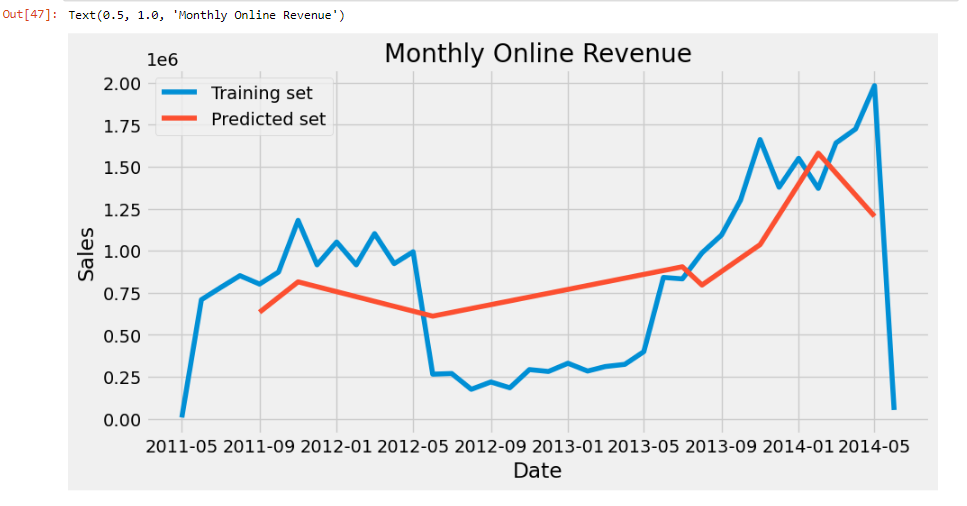 Out[47]: Text(0.5, 1.0, 'Monthly Online Revenue')
Monthly Online Revenue
1e6
2.00
1.75
1.50
1.25
1.00
0.75
0.50
0.25
0.00
Sales
Training set
Predicted set
2011-05 2011-09 2012-01 2012-05 2012-09 2013-01 2013-05 2013-09 2014-01 2014-05
Date